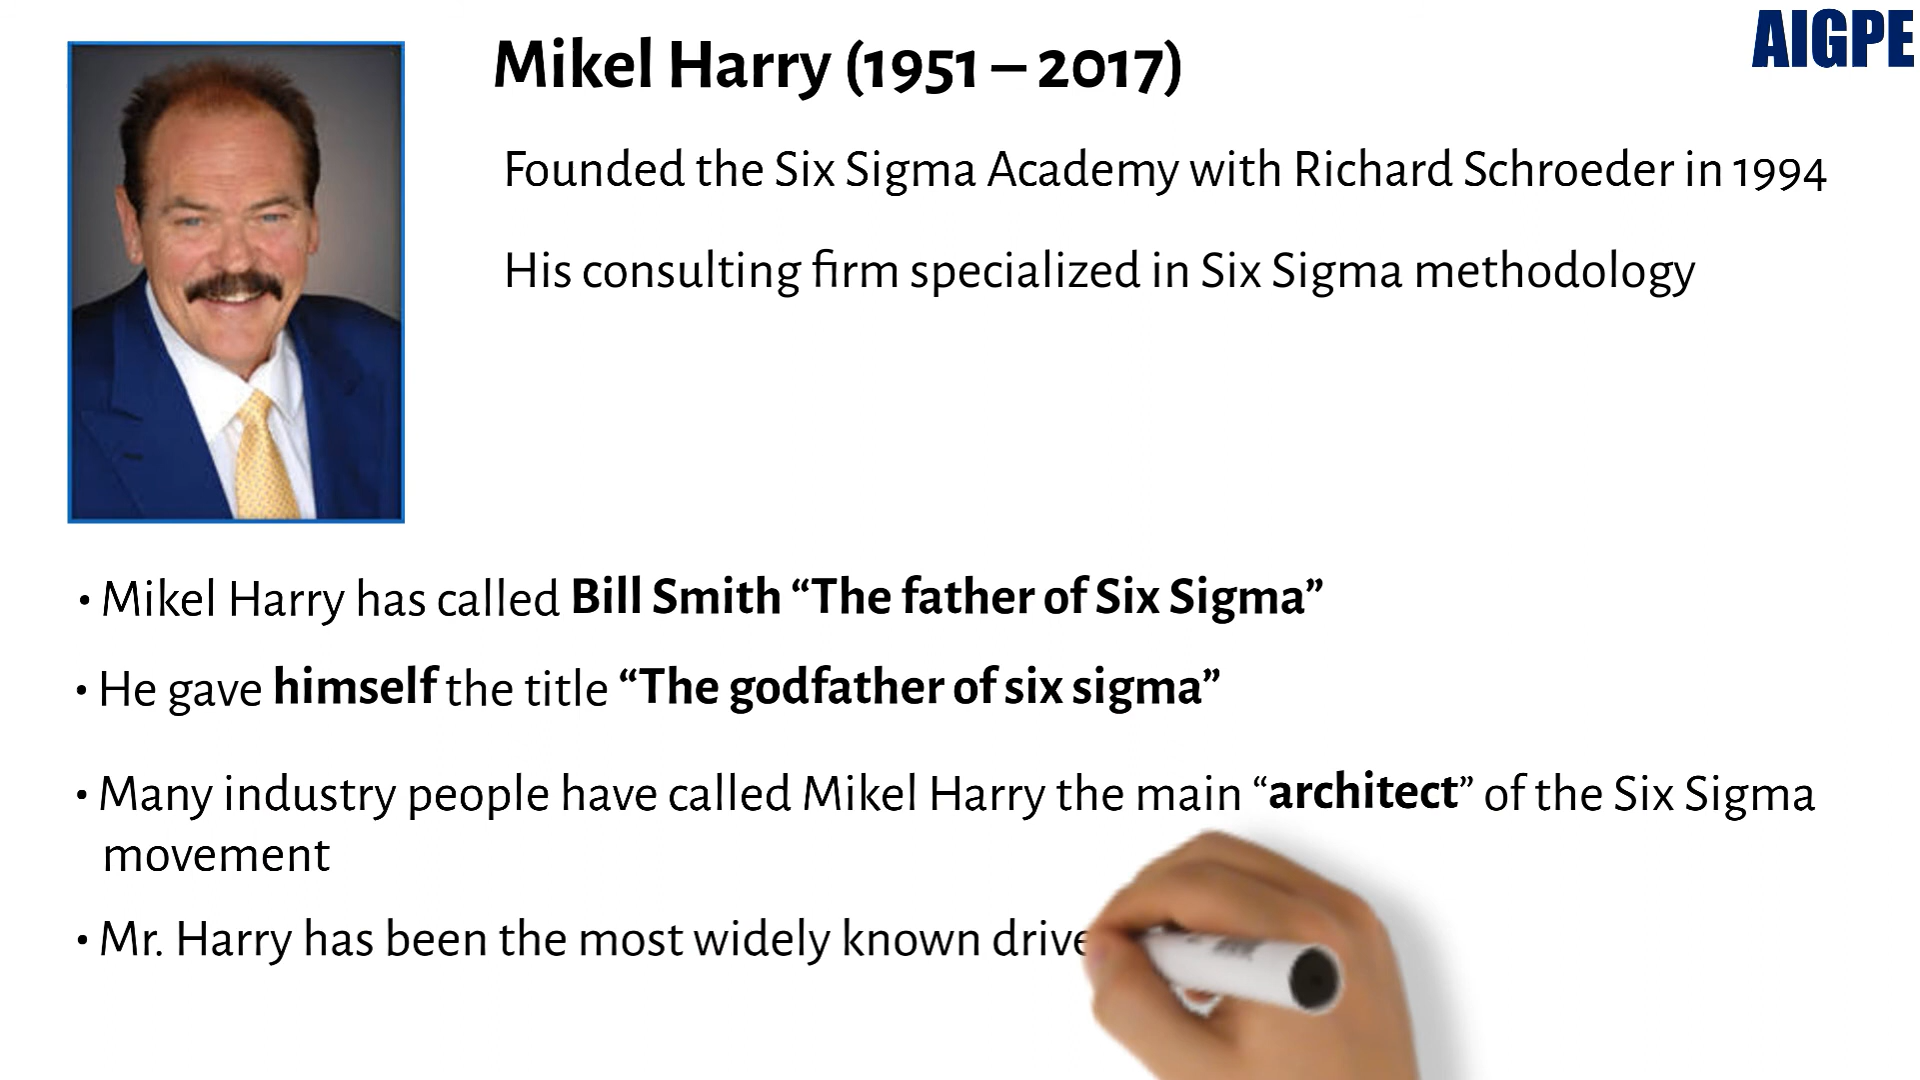 AIGPE
Mikel Harry (1951 – 2017)
Founded the Six Sigma Academy with Richard Schroeder in 1994
His consulting firm specialized in Six Sigma methodology
• Mikel Harry has called Bill Smith “The father of Six Sigma”
• He gave himself the title “The godfather of six sigma”
• Many industry people have called Mikel Harry the main “architect” of the Six Sigma
movement
• Mr. Harry has been the most widely known drive